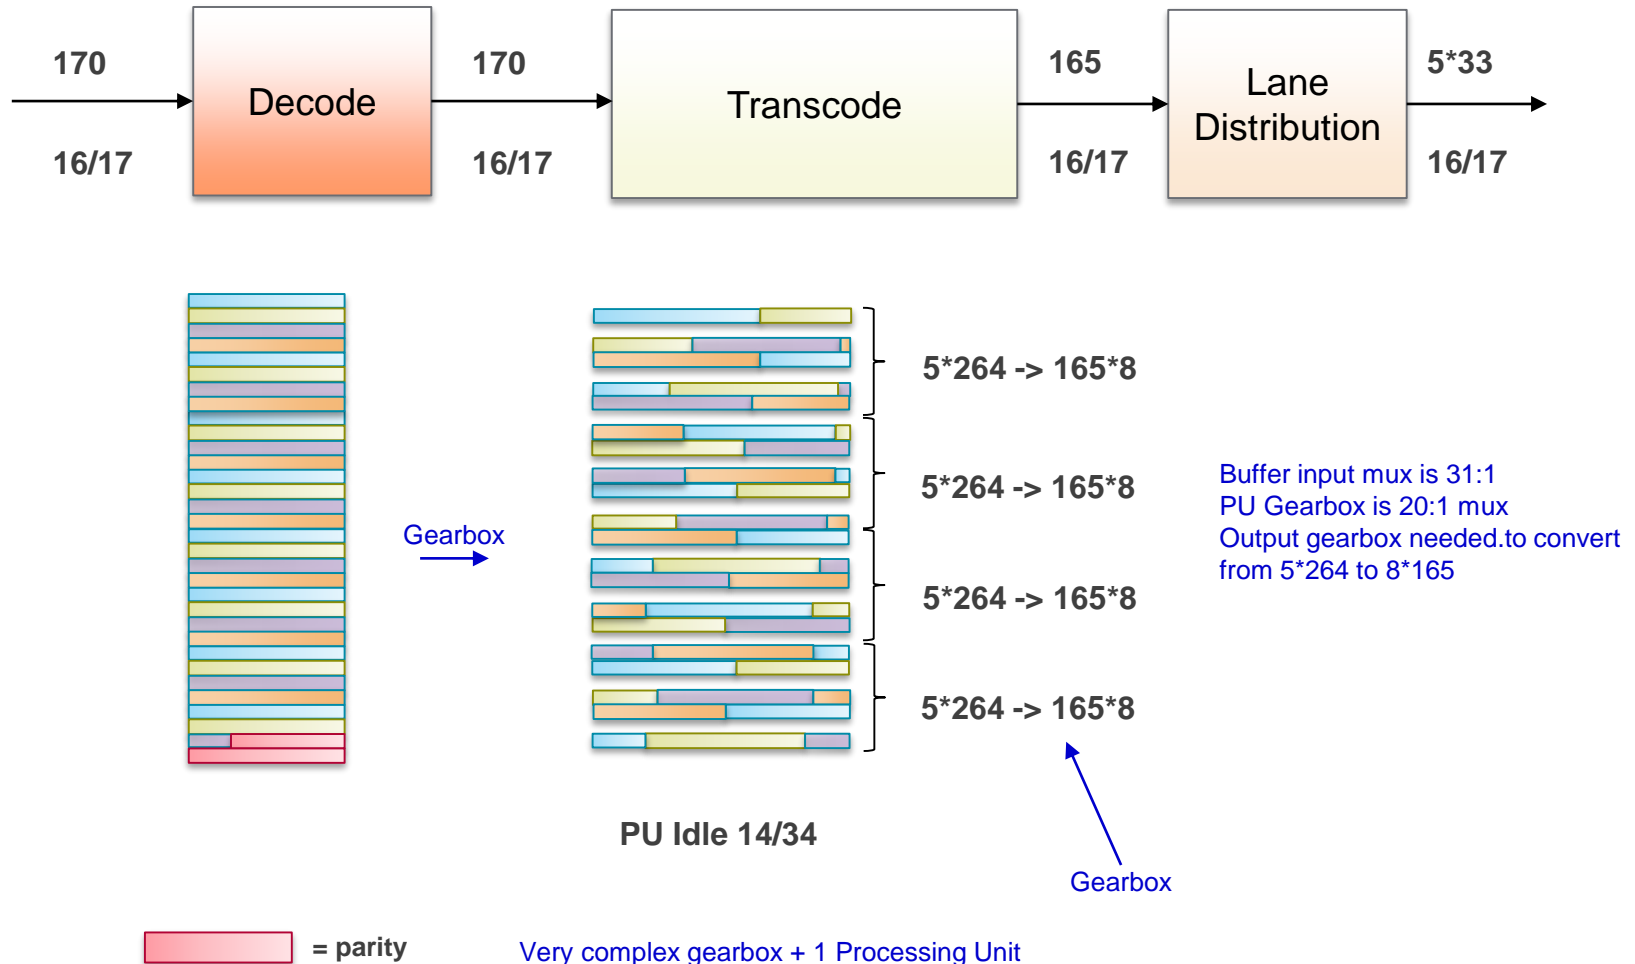 170
170
165
5*33
Decode
Transcode
Lane
Distribution
16/17
16/17
16/17
16/17
5*264 -> 165*8
5*264 -> 165*8
5*264 -> 165*8
5*264 -> 165*8
Gearbox
Buffer input mux is 31:1
PU Gearbox is 20:1 mux
Output gearbox needed.to convert
from 5*264 to 8*165
PU Idle 14/34
Gearbox
= parity
Very complex gearbox + 1 Processing Unit